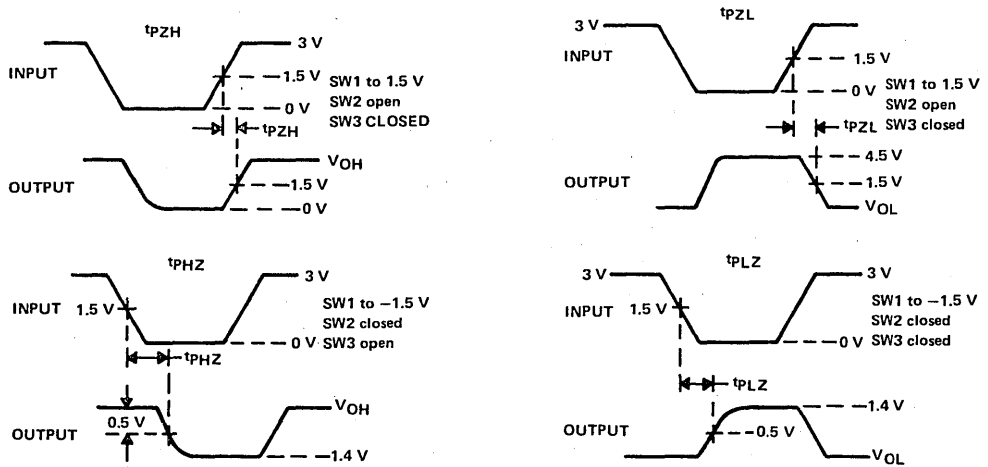 tPZH
3 V
INPUT
1.5 V
0 V
SW1 to 1.5 V
SW2 open
SW3 CLOSED
tPZH
VOH
OUTPUT
1.5 V
0 V
tPZL
3 V
INPUT
1.5 V
0 V
SW1 to 1.5 V
SW2 open
SW3 closed
tPZL
4.5 V
OUTPUT
1.5 V
VOL
tPHZ
3 V
INPUT
1.5 V
SW1 to −1.5 V
SW2 closed
SW3 open
0 V
tPHZ
VOH
0.5 V
OUTPUT
1.4 V
tPLZ
3 V
3 V
INPUT
1.5 V
SW1 to −1.5 V
SW2 closed
SW3 closed
0 V
tPLZ
1.4 V
OUTPUT
0.5 V
VOL